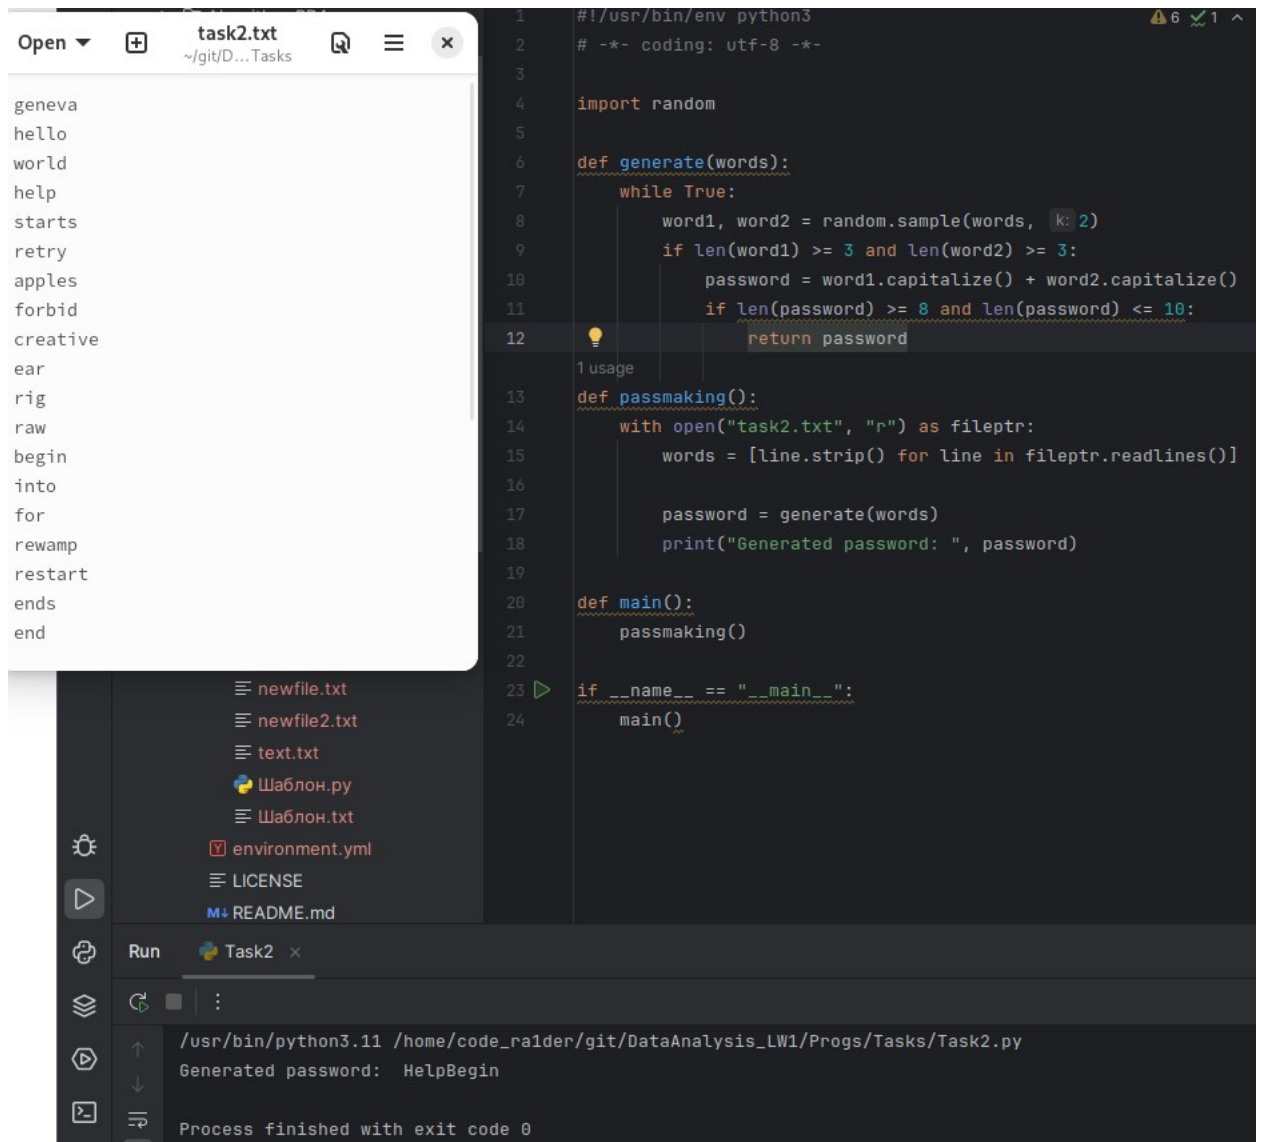 Open
task2.txt
~/git/D...Tasks
geneva
hello
world
help
starts
retry
apples
forbid
creative
ear
rig
raw
begin
into
for
rewamp
restart
ends
end
newfile.txt
newfile2.txt
text.txt
Шаблон.py
Шаблон.txt
environment.yml
LICENSE
README.md
6 1
1 #!/usr/bin/env python3
2 # -*- coding: utf-8 -*-
3
4 import random
5
6 def generate(words):
7 while True:
8 word1, word2 = random.sample(words, k: 2)
9 if len(word1) >= 3 and len(word2) >= 3:
10 password = word1.capitalize() + word2.capitalize()
11 if len(password) >= 8 and len(password) <= 10:
12 return password
1 usage
13 def passmaking():
14 with open("task2.txt", "r") as fileptr:
15 words = [line.strip() for line in fileptr.readlines()]
16
17 password = generate(words)
18 print("Generated password: ", password)
19
20 def main():
21 passmaking()
22
23 if __name__ == "__main__":
24 main()
Run Task2
/usr/bin/python3.11 /home/code_ra1der/git/DataAnalysis_LW1/Progs/Tasks/Task2.py
Generated password:  HelpBegin
Process finished with exit code 0